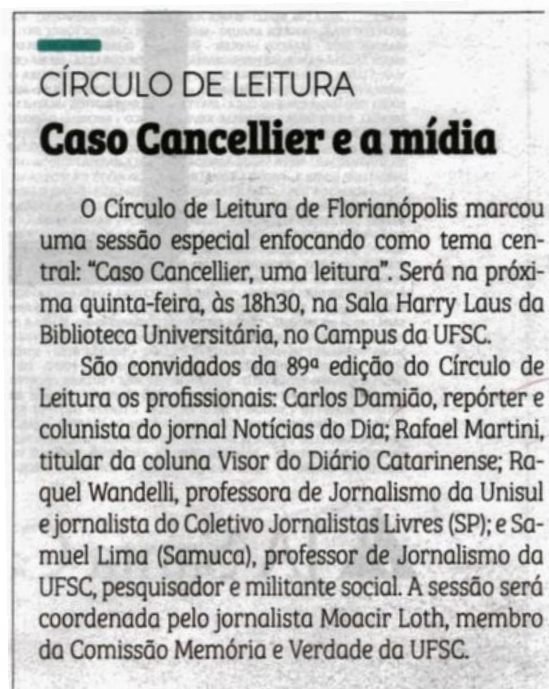 CÍRCULO DE LEITURA
Caso Cancellier e a mídia
O Círculo de Leitura de Florianópolis marcou
uma sessão especial enfocando como tema cen-
tral: “Caso Cancellier, uma leitura”. Será na próxi-
ma quinta-feira, às 18h30, na Sala Harry Laus da
Biblioteca Universitária, no Campus da UFSC.
São convidados da 89ª edição do Círculo de
Leitura os profissionais: Carlos Damião, repórter e
colunista do jornal Notícias do Dia; Rafael Martini,
titular da coluna Visor do Diário Catarinense; Ra-
quel Wandelli, professora de Jornalismo da Unisul
e jornalista do Coletivo Jornalistas Livres (SP); e Sa-
muel Lima (Samuca), professor de Jornalismo da
UFSC, pesquisador e militante social. A sessão será
coordenada pelo jornalista Moacir Loth, membro
da Comissão Memória e Verdade da UFSC.